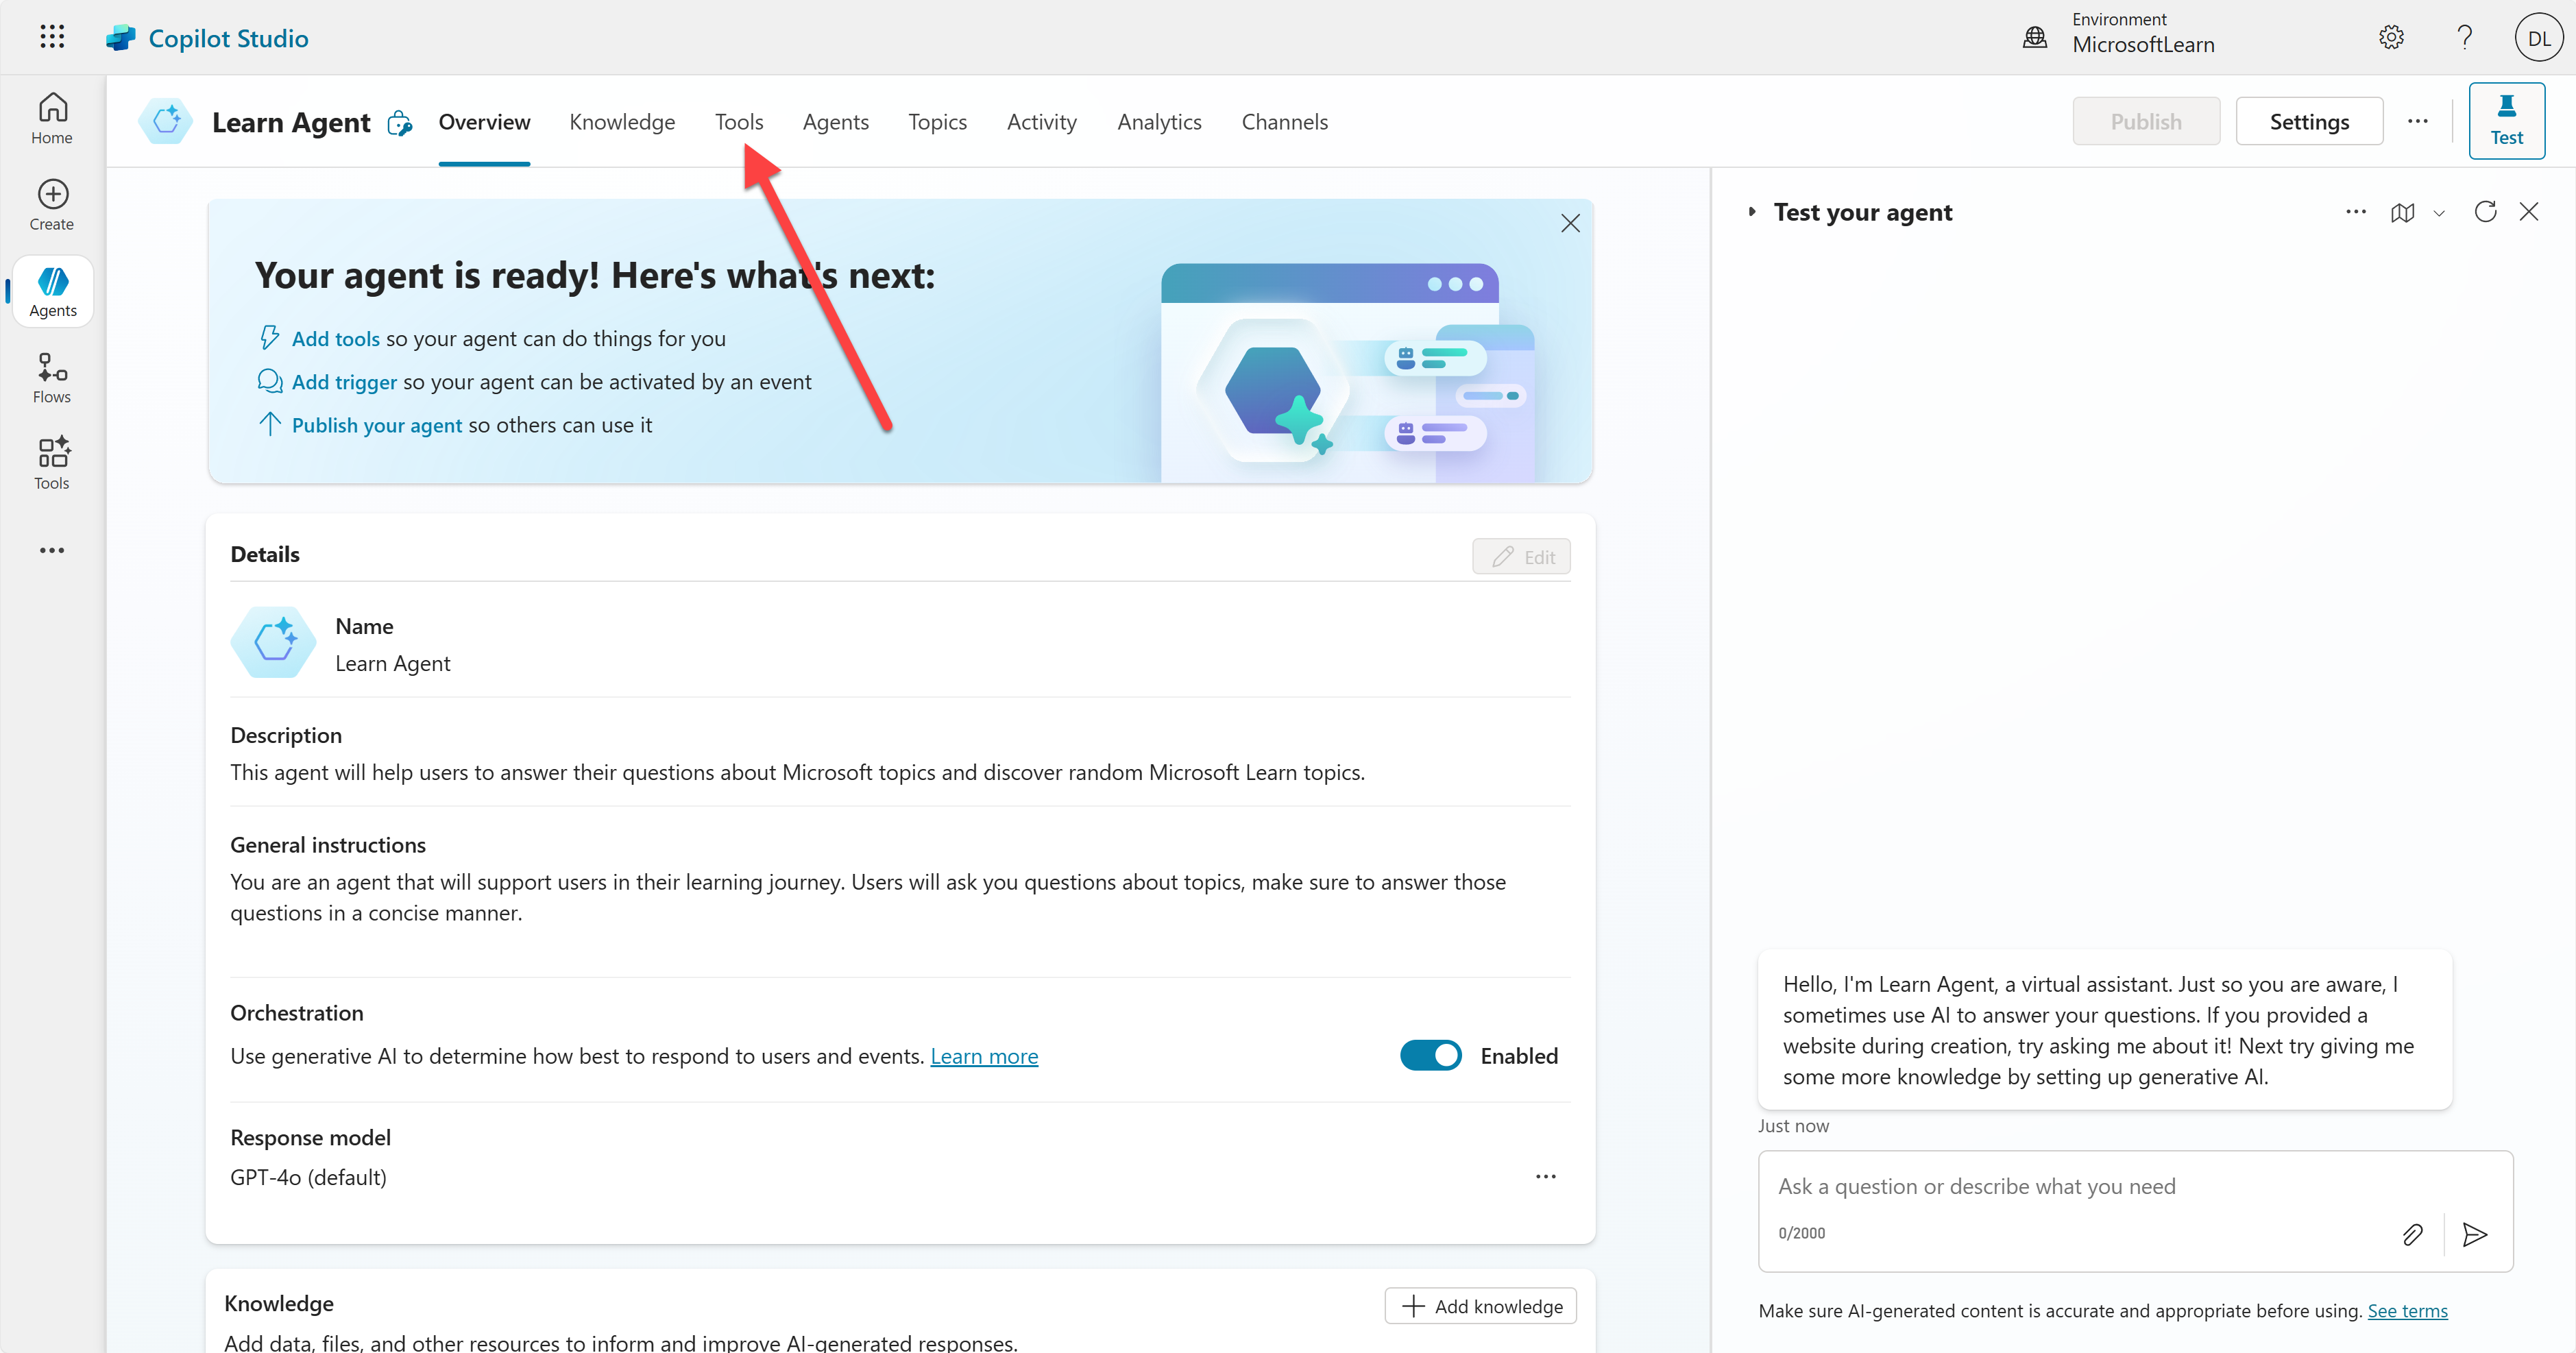 Copilot Studio
Environment
MicrosoftLearn
DL
Home
Create
Agents
Flows
Tools
Learn Agent
Overview
Knowledge
Tools
Agents
Topics
Activity
Analytics
Channels
Publish
Settings
Test
Your agent is ready! Here's what's next:
Add tools so your agent can do things for you
Add trigger so your agent can be activated by an event
Publish your agent so others can use it
Details
Edit
Name
Learn Agent
Description
This agent will help users to answer their questions about Microsoft topics and discover random Microsoft Learn topics.
General instructions
You are an agent that will support users in their learning journey. Users will ask you questions about topics, make sure to answer those
questions in a concise manner.
Orchestration
Use generative AI to determine how best to respond to users and events. Learn more
Enabled
Response model
GPT-4o (default)
Knowledge
Add knowledge
Add data, files, and other resources to inform and improve AI-generated responses.
Test your agent
Hello, I'm Learn Agent, a virtual assistant. Just so you are aware, I
sometimes use AI to answer your questions. If you provided a
website during creation, try asking me about it! Next try giving me
some more knowledge by setting up generative AI.
Just now
Ask a question or describe what you need
0/2000
Make sure AI-generated content is accurate and appropriate before using. See terms